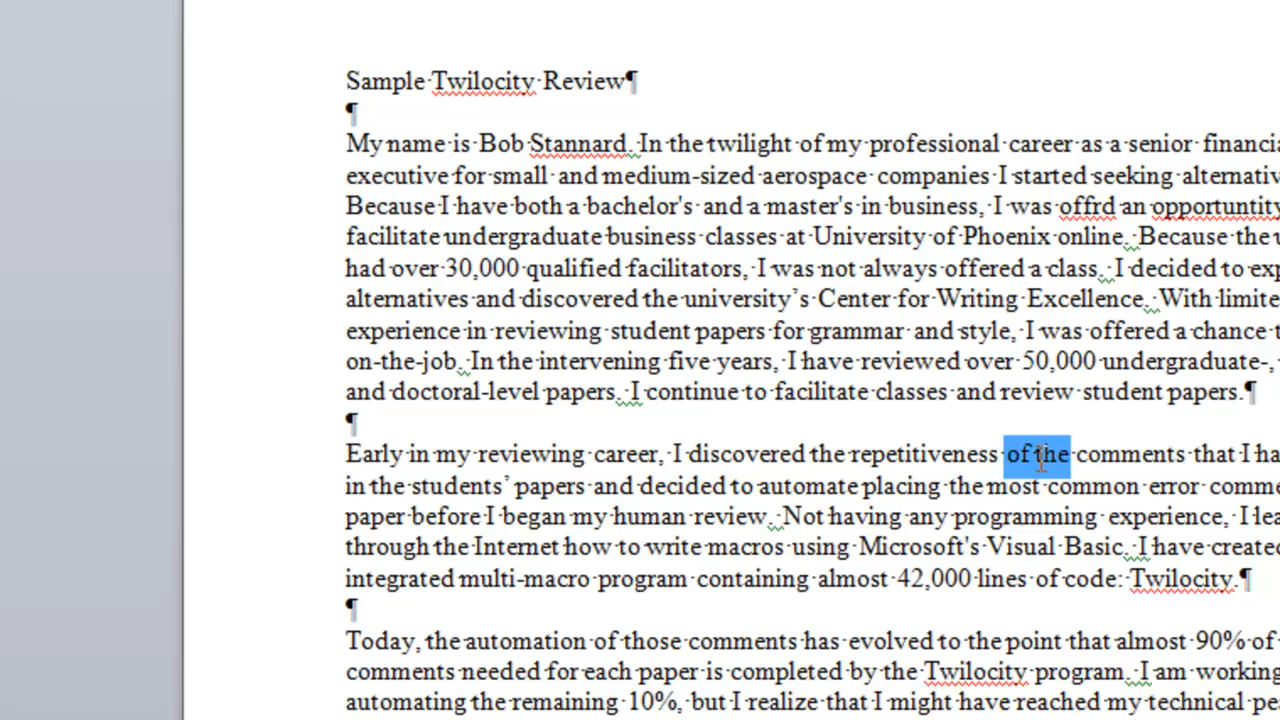 Sample Twilocity Review¶
¶
My name is Bob Stannard. In the twilight of my professional career as a senior
executive for small and medium-sized aerospace companies I started seeking
Because I have both a bachelor's and a master's in business, I was offrd an opportuntity
facilitate undergraduate business classes at University of Phoenix online. Because the
had over 30,000 qualified facilitators, I was not always offered a class. I decided to
alternatives and discovered the university’s Center for Writing Excellence. With
experience in reviewing student papers for grammar and style, I was offered a chance
on-the-job. In the intervening five years, I have reviewed over 50,000 undergraduate-,
and doctoral-level papers. I continue to facilitate classes and review student papers.¶
¶
Early in my reviewing career, I discovered the repetitiveness of the comments that I
in the students’ papers and decided to automate placing the most common error
paper before I began my human review. Not having any programming experience, I
through the Internet how to write macros using Microsoft's Visual Basic. I have
integrated multi-macro program containing almost 42,000 lines of code: Twilocity.¶
¶
Today, the automation of those comments has evolved to the point that almost 90% of
comments needed for each paper is completed by the Twilocity program. I am working
automating the remaining 10%, but I realize that I might have reached my technical